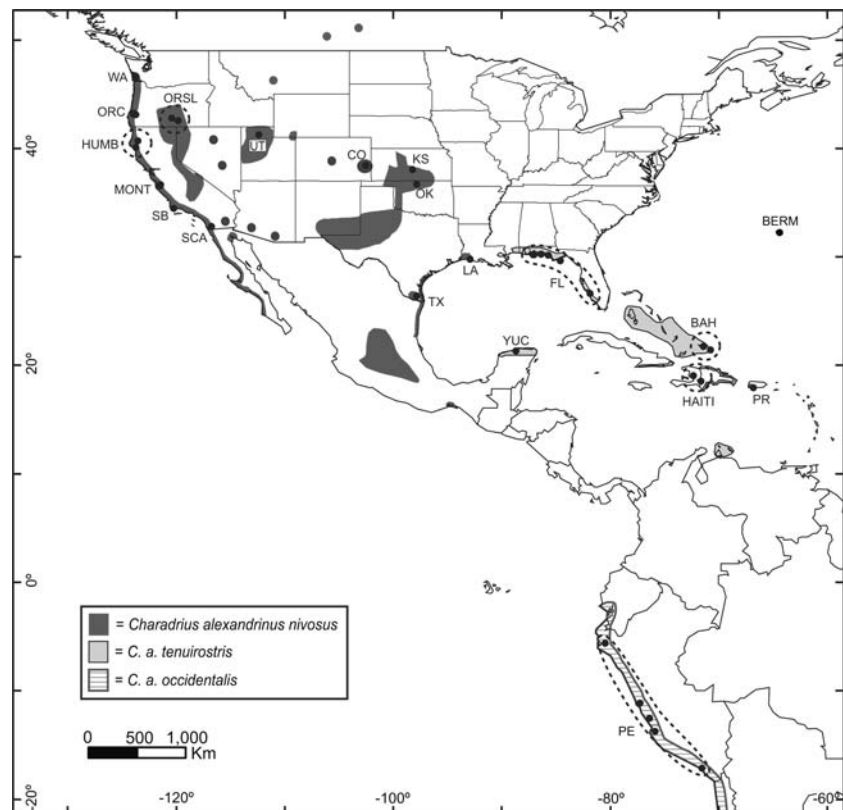 WA
ORC
ORSL
HUMB
UT
CO
KS
OK
MONT
SB
SCA
LA
FL
BERM
TX
BAH
YUC
HAITI
PR
PE
40°
30°
20°
0°
-20°
-120°
-100°
-80°
-60°
= Charadrius alexandrinus nivosus
= C. a. tenuirostris
= C. a. occidentalis
0 500 1,000
Km